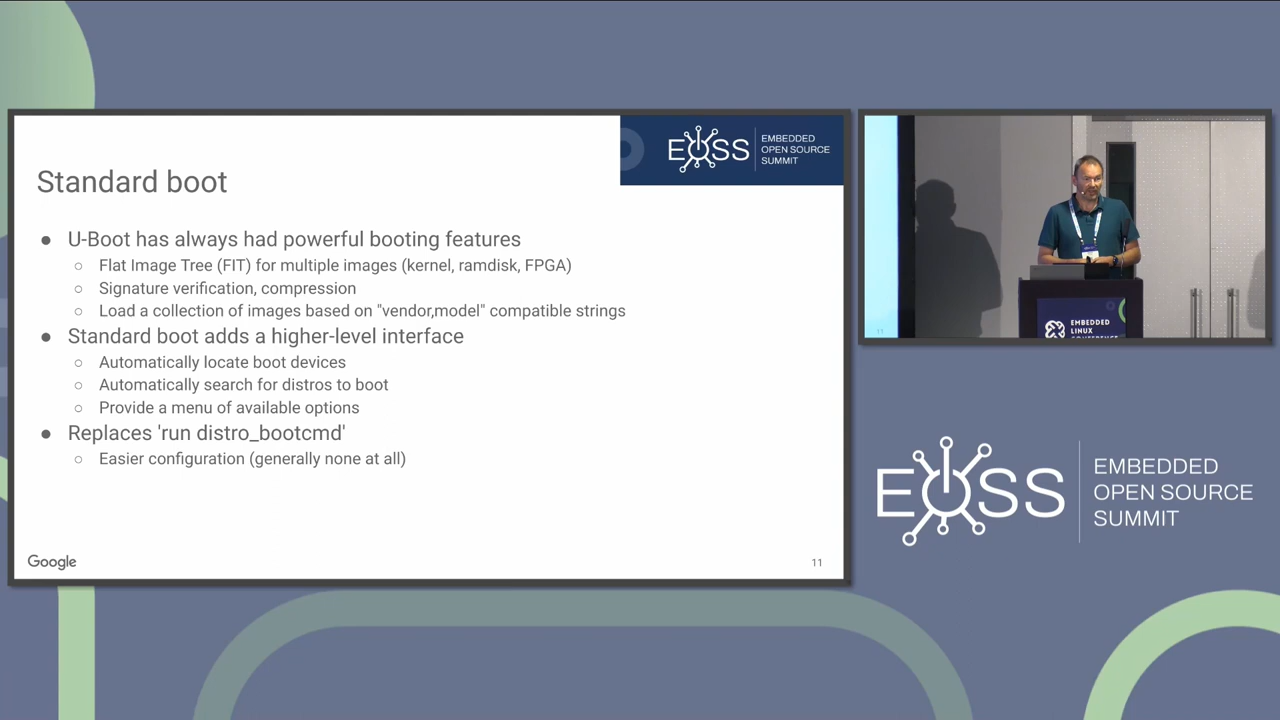 EOSS
EMBEDDED
OPEN SOURCE
SUMMIT
Standard boot
● U-Boot has always had powerful booting features
○ Flat Image Tree (FIT) for multiple images (kernel, ramdisk, FPGA)
○ Signature verification, compression
○ Load a collection of images based on "vendor,model" compatible strings
● Standard boot adds a higher-level interface
○ Automatically locate boot devices
○ Automatically search for distros to boot
○ Provide a menu of available options
● Replaces 'run distro_bootcmd'
○ Easier configuration (generally none at all)
Google
11
11
EMBEDDED
LINUX
CONFERENCE
EOSS
EMBEDDED
OPEN SOURCE
SUMMIT